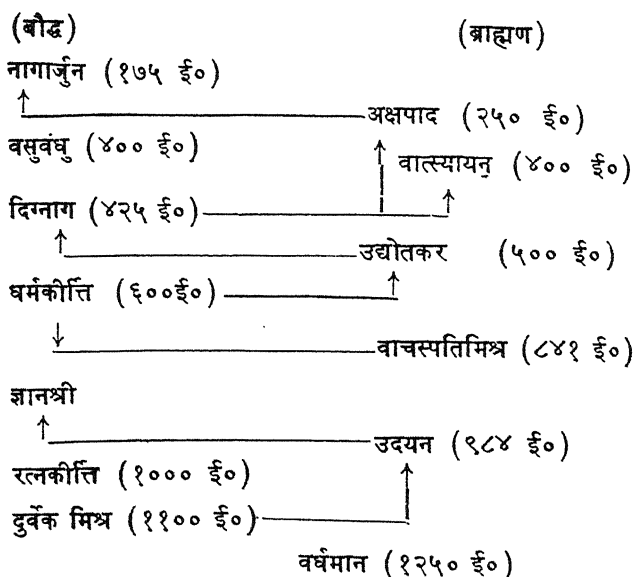 (बौद्ध) (ब्राह्मण)
नागार्जुन (१७५ ई०)
अक्षपाद (२५० ई०)
वसुवंधु (४०० ई०)
वात्स्यायन (४०० ई०)
दिग्नाग (४२५ ई०)
उद्योतकर (५०० ई०)
धर्मकीर्त्ति (६००ई०)
वाचस्पतिमिश्र (८४१ ई०)
ज्ञानश्री
उदयन (९८४ ई०)
रत्नकीर्त्ति (१००० ई०)
दुर्वेक मिश्र (११०० ई०)
वर्घमान (१२५० ई०)